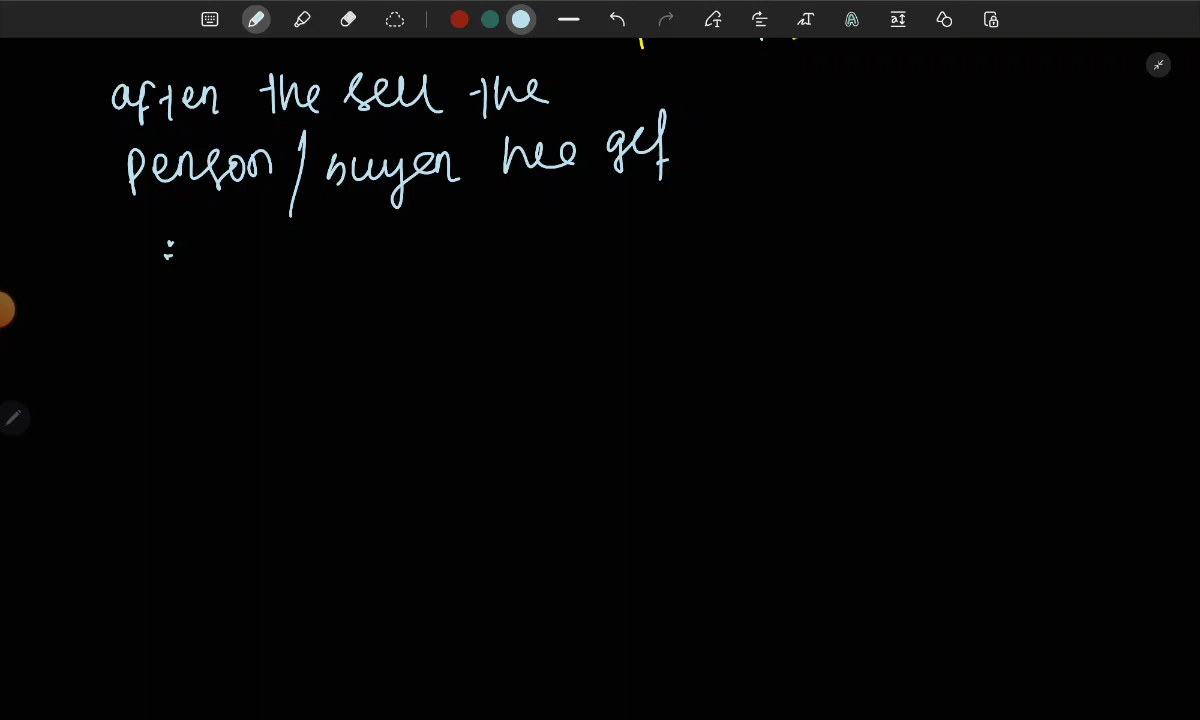 after the sell the
person/buyer hee get
: